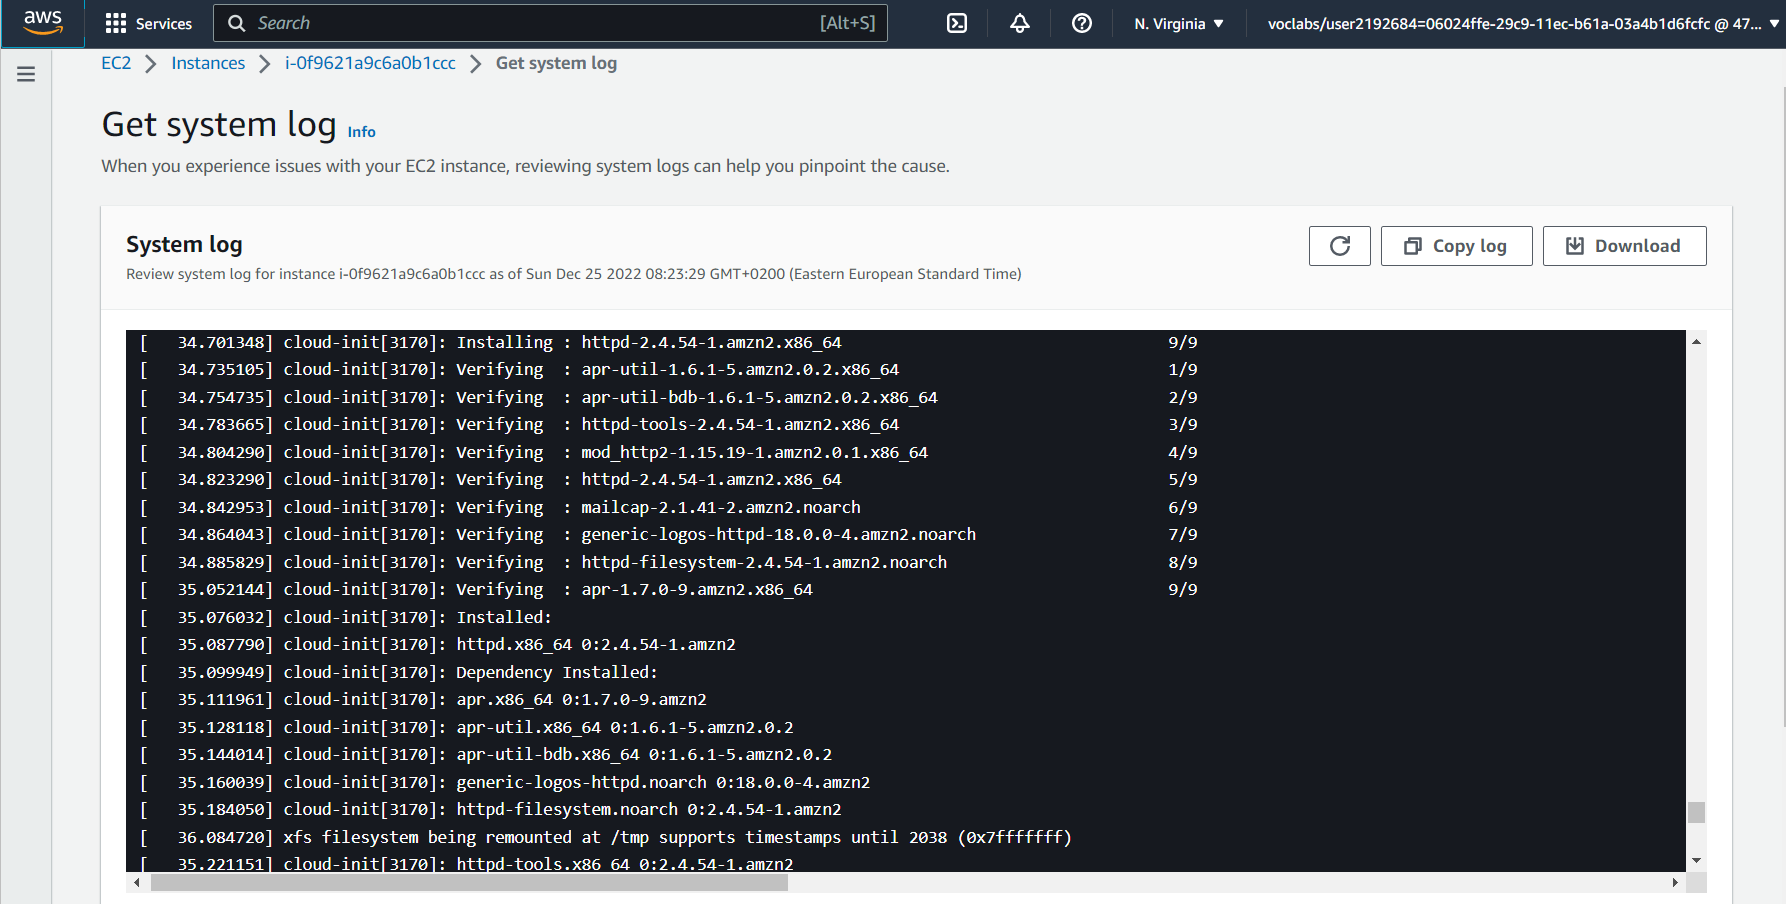 aws Services Search [Alt+S] N. Virginia voclabs/user2192684=06024ffe-29c9-11ec-b61a-03a4b1d6fcfc @ 47...
EC2 Instances i-0f9621a9c6a0b1ccc Get system log
Get system log Info
When you experience issues with your EC2 instance, reviewing system logs can help you pinpoint the cause.
System log
Copy log Download
Review system log for instance i-0f9621a9c6a0b1ccc as of Sun Dec 25 2022 08:23:29 GMT+0200 (Eastern European Standard Time)
[   34.701348] cloud-init[3170]: Installing : httpd-2.4.54-1.amzn2.x86_64 9/9
[   34.735105] cloud-init[3170]: Verifying  : apr-util-1.6.1-5.amzn2.0.2.x86_64 1/9
[   34.754735] cloud-init[3170]: Verifying  : apr-util-bdb-1.6.1-5.amzn2.0.2.x86_64 2/9
[   34.783665] cloud-init[3170]: Verifying  : httpd-tools-2.4.54-1.amzn2.x86_64 3/9
[   34.804290] cloud-init[3170]: Verifying  : mod_http2-1.15.19-1.amzn2.0.1.x86_64 4/9
[   34.823290] cloud-init[3170]: Verifying  : httpd-2.4.54-1.amzn2.x86_64 5/9
[   34.842953] cloud-init[3170]: Verifying  : mailcap-2.1.41-2.amzn2.noarch 6/9
[   34.864043] cloud-init[3170]: Verifying  : generic-logos-httpd-18.0.0-4.amzn2.noarch 7/9
[   34.885829] cloud-init[3170]: Verifying  : httpd-filesystem-2.4.54-1.amzn2.noarch 8/9
[   35.052144] cloud-init[3170]: Verifying  : apr-1.7.0-9.amzn2.x86_64 9/9
[   35.076032] cloud-init[3170]: Installed:
[   35.087790] cloud-init[3170]: httpd.x86_64 0:2.4.54-1.amzn2
[   35.099949] cloud-init[3170]: Dependency Installed:
[   35.111961] cloud-init[3170]: apr.x86_64 0:1.7.0-9.amzn2
[   35.128118] cloud-init[3170]: apr-util.x86_64 0:1.6.1-5.amzn2.0.2
[   35.144014] cloud-init[3170]: apr-util-bdb.x86_64 0:1.6.1-5.amzn2.0.2
[   35.160039] cloud-init[3170]: generic-logos-httpd.noarch 0:18.0.0-4.amzn2
[   35.184050] cloud-init[3170]: httpd-filesystem.noarch 0:2.4.54-1.amzn2
[   36.084720] xfs filesystem being remounted at /tmp supports timestamps until 2038 (0x7fffffff)
[   35.221151] cloud-init[3170]: httpd-tools.x86_64 0:2.4.54-1.amzn2